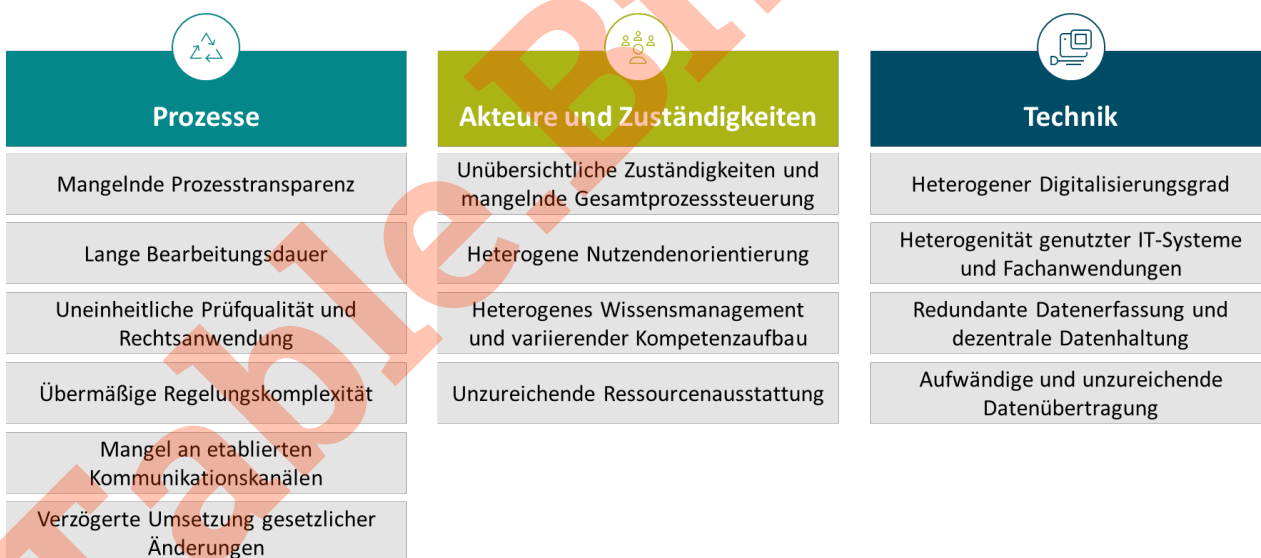 Prozesse
Mangelnde Prozesstransparenz
Lange Bearbeitungsdauer
Uneinheitliche Prüfqualität und
Rechtsanwendung
Übermäßige Regelungskomplexität
Mangel an etablierten
Kommunikationskanälen
Verzögerte Umsetzung gesetzlicher
Änderungen
Akteure und Zuständigkeiten
Unübersichtliche Zuständigkeiten und
mangelnde Gesamtprozesssteuerung
Heterogene Nutzendenorientierung
Heterogenes Wissensmanagement
und variierender Kompetenzaufbau
Unzureichende Ressourcenausstattung
Technik
Heterogener Digitalisierungsgrad
Heterogenität genutzter IT-Systeme
und Fachanwendungen
Redundante Datenerfassung und
dezentrale Datenhaltung
Aufwändige und unzureichende
Datenübertragung